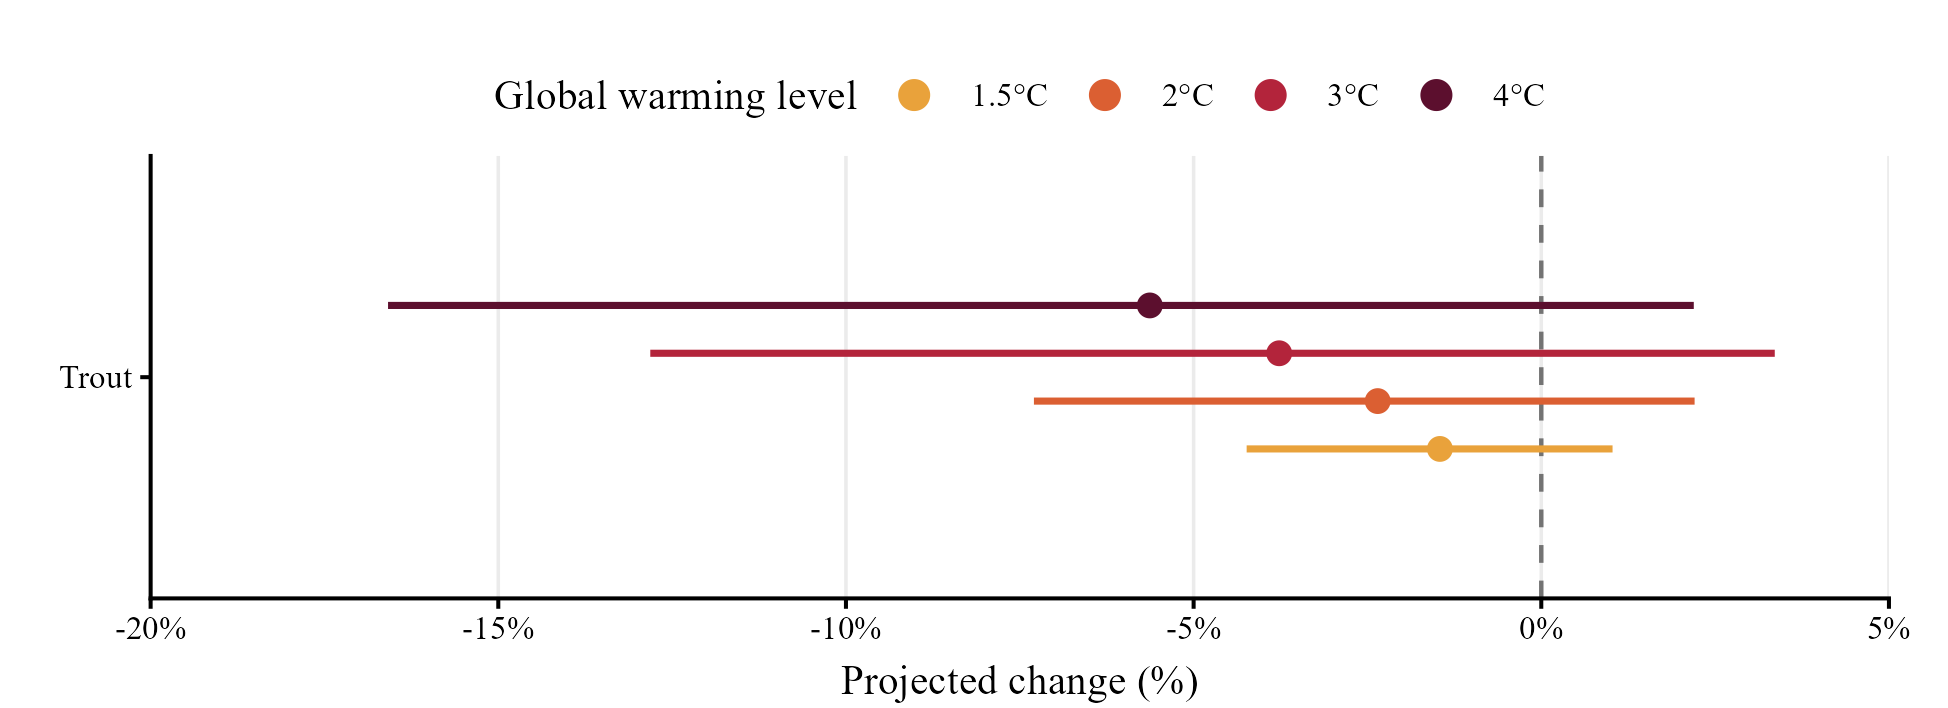 Global warming level 1.5°C 2°C 3°C 4°C
Trout
-20% -15% -10% -5% 0% 5%
Projected change (%)